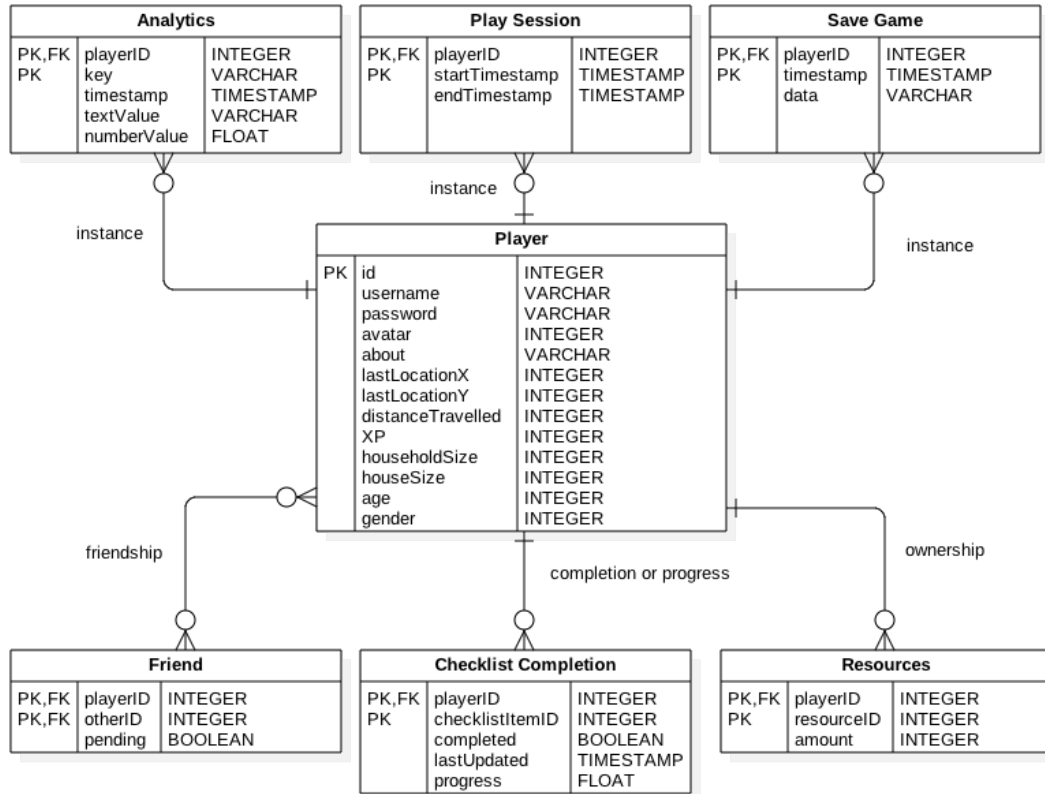 Analytics
PK,FK playerID INTEGER
PK key VARCHAR
timestamp TIMESTAMP
textValue VARCHAR
numberValue FLOAT
Play Session
PK,FK playerID INTEGER
PK startTimestamp TIMESTAMP
endTimestamp TIMESTAMP
Save Game
PK,FK playerID INTEGER
PK timestamp TIMESTAMP
data VARCHAR
instance
instance
instance
Player
PK id INTEGER
username VARCHAR
password VARCHAR
avatar INTEGER
about VARCHAR
lastLocationX INTEGER
lastLocationY INTEGER
distanceTravelled INTEGER
XP INTEGER
householdSize INTEGER
houseSize INTEGER
age INTEGER
gender INTEGER
friendship
completion or progress
ownership
Friend
PK,FK playerID INTEGER
PK,FK otherID INTEGER
pending BOOLEAN
Checklist Completion
PK,FK playerID INTEGER
PK checklistItemID INTEGER
completed BOOLEAN
lastUpdated TIMESTAMP
progress FLOAT
Resources
PK,FK playerID INTEGER
PK resourceID INTEGER
amount INTEGER